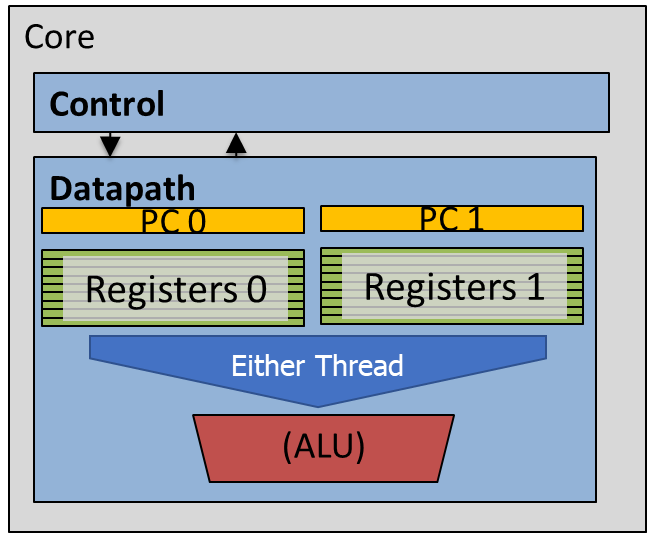 Core
Control
Datapath
PC 0
PC 1
Registers 0
Registers 1
Either Thread
(ALU)